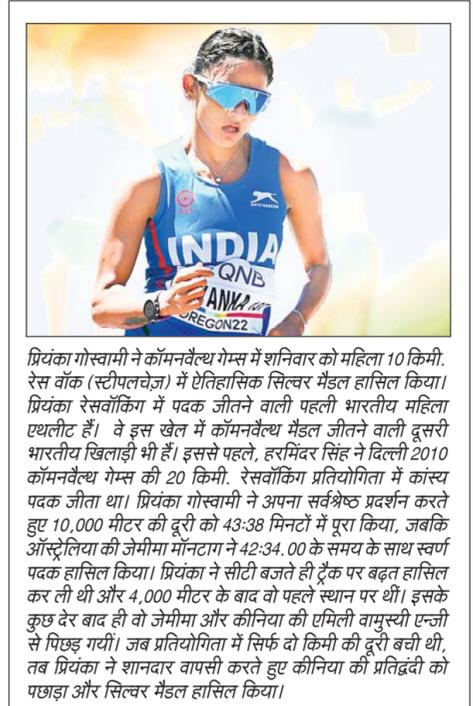 INDIA
QNB
ANKA
OREGON22
प्रियंका गोस्वामी ने कॉमनवैल्थ गेम्स में शनिवार को महिला 10 किमी.
रेस वॉक (स्टीपलचेज़) में ऐतिहासिक सिल्वर मैडल हासिल किया।
प्रियंका रेसवॉकिंग में पदक जीतने वाली पहली भारतीय महिला
एथलीट हैं। वे इस खेल में कॉमनवैल्थ मैडल जीतने वाली दूसरी
भारतीय खिलाड़ी भी हैं। इससे पहले, हरमिंदर सिंह ने दिल्ली 2010
कॉमनवैल्थ गेम्स की 20 किमी. रेसवॉकिंग प्रतियोगिता में कांस्य
पदक जीता था। प्रियंका गोस्वामी ने अपना सर्वश्रेष्ठ प्रदर्शन करते
हुए 10,000 मीटर की दूरी को 43:38 मिनटों में पूरा किया, जबकि
ऑस्ट्रेलिया की जेमीमा मॉनटाग ने 42:34.00 के समय के साथ स्वर्ण
पदक हासिल किया। प्रियंका ने सीटी बजते ही ट्रैक पर बढ़त हासिल
कर ली थी और 4,000 मीटर के बाद वो पहले स्थान पर थीं। इसके
कुछ देर बाद ही वो जेमीमा और कीनिया की एमिली वामुस्यी एन्जी
से पिछड़ गयीं। जब प्रतियोगिता में सिर्फ दो किमी की दूरी बची थी,
तब प्रियंका ने शानदार वापसी करते हुए कीनिया की प्रतिद्वंदी को
पछाड़ा और सिल्वर मैडल हासिल किया।